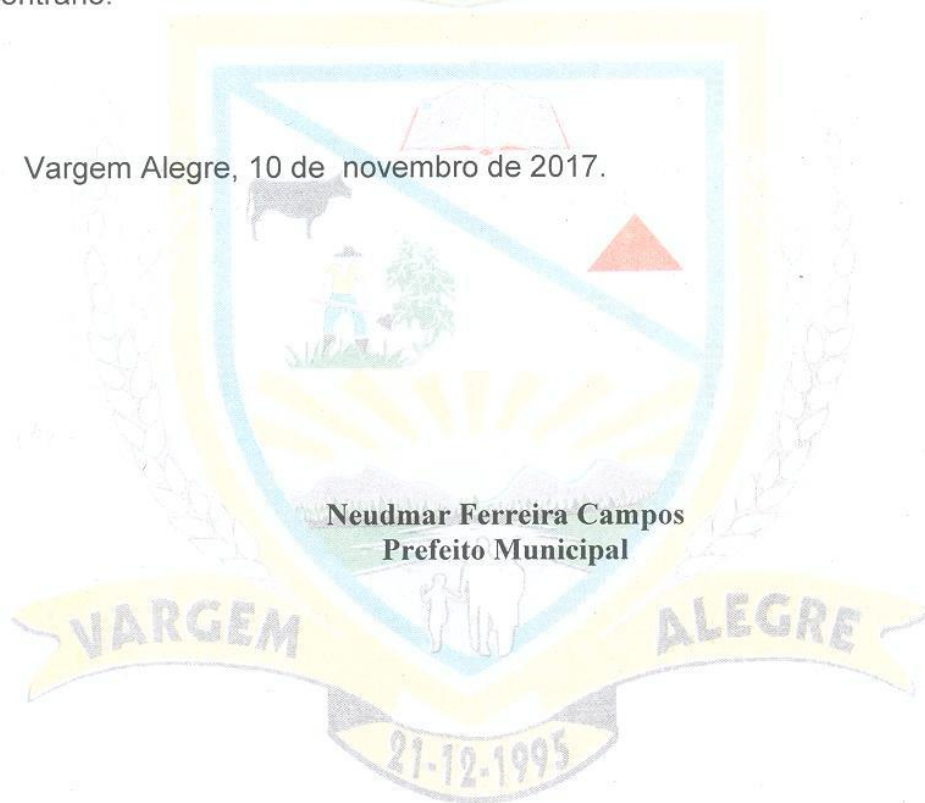 Vargem Alegre, 10 de novembro de 2017.
Neudmar Ferreira Campos
Prefeito Municipal
VARGEM ALEGRE
21-12-1995